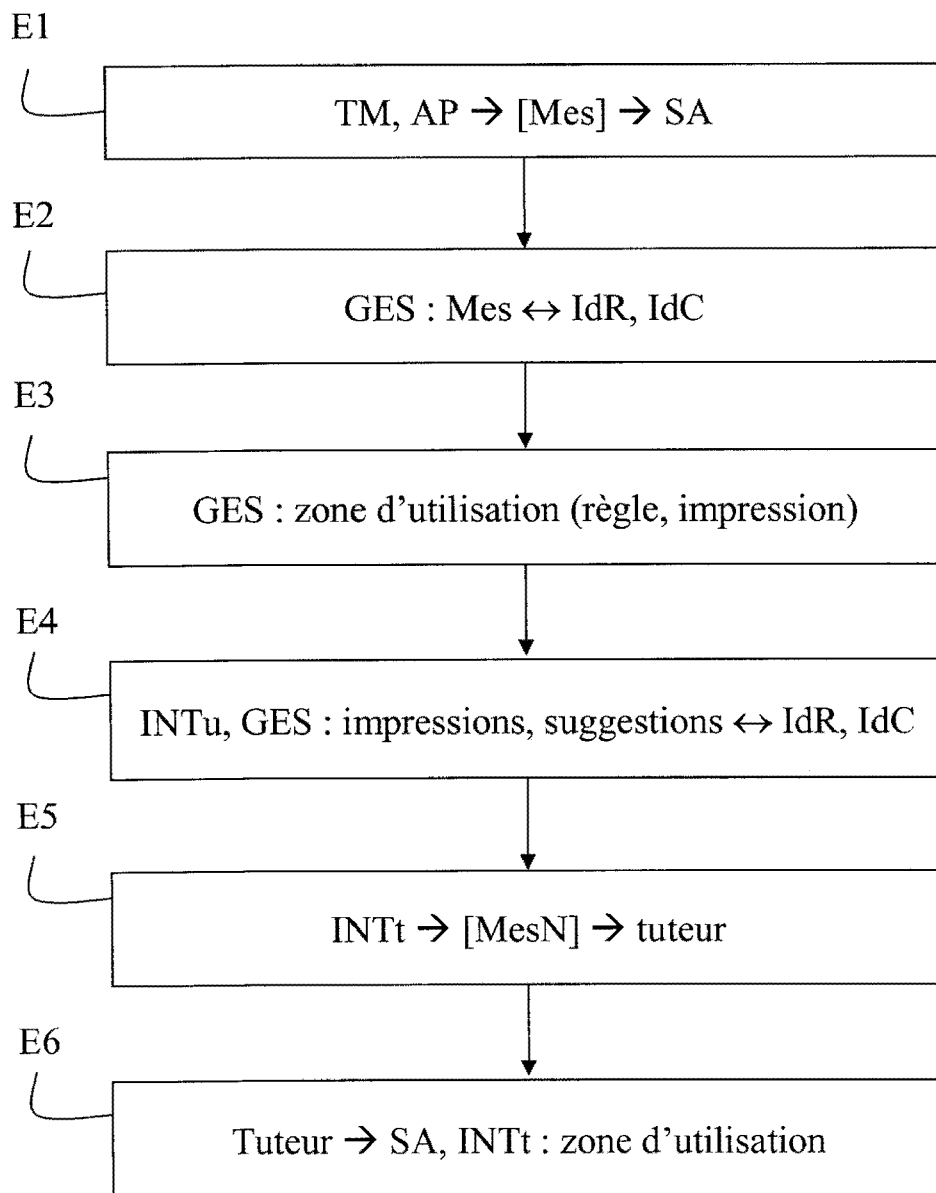 E1
TM, AP → [Mes] → SA
E2
GES : Mes ↔ IdR, IdC
E3
GES : zone d'utilisation (règle, impression)
E4
INTu, GES : impressions, suggestions ↔ IdR, IdC
E5
INTt → [MesN] → tuteur
E6
Tuteur → SA, INTt : zone d'utilisation